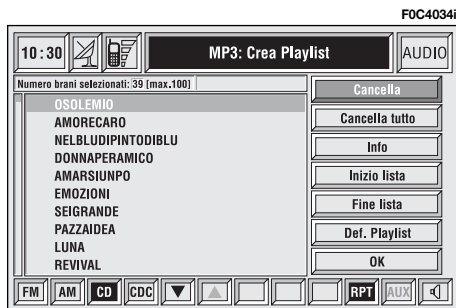 F0C4034i
10:30 MP3: Crea Playlist AUDIO
Numero brani selezionati: 39 [max.100]
OSOLEMIO
AMORECARO
NELBLUDIPINTODIBLU
DONNAPERAMICO
AMARSIUNPO
EMOZIONI
SEIGRANDE
PAZZAIDEA
LUNA
REVIVAL
Cancella
Cancella tutto
Info
Inizio lista
Fine lista
Def. Playlist
OK
FM AM CD CDC RPT AUX